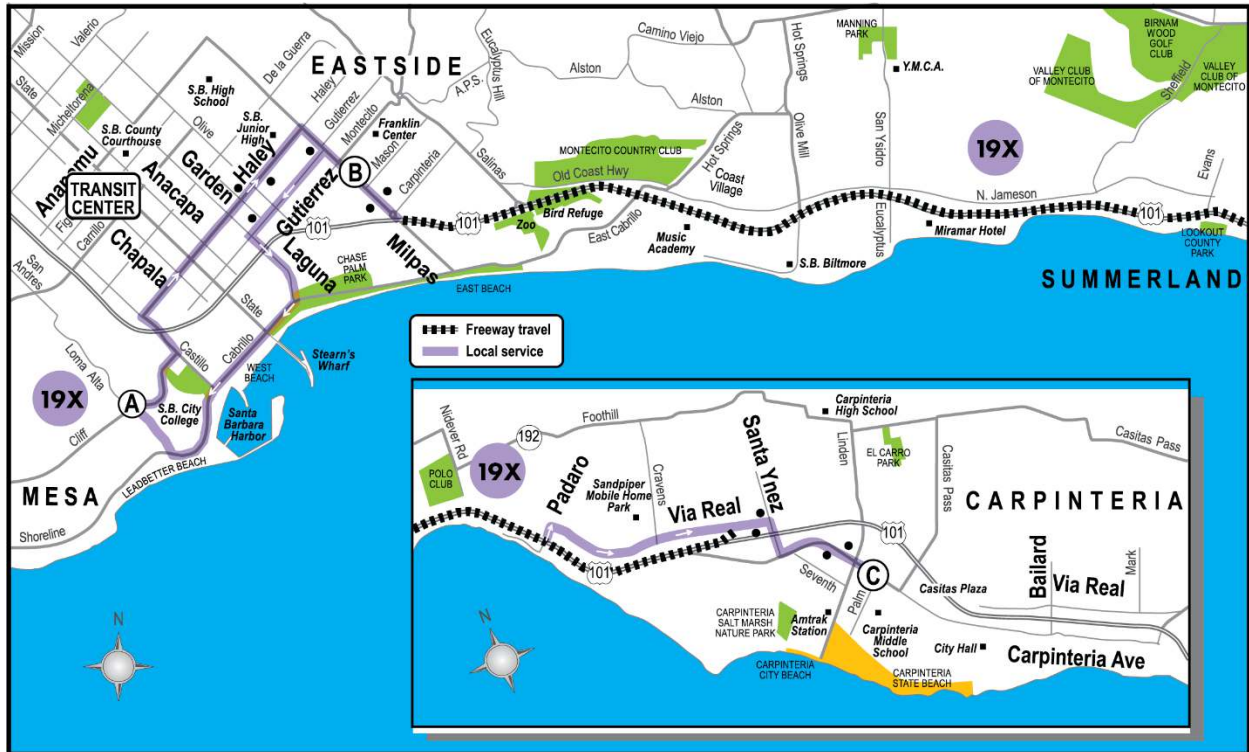 Mission
Valerio
State
Micheltorena
De la Guerra
EASTSIDE
Haley
Gutierrez
Montecito
S.B. High
School
S.B. County
Courthouse
Olive
S.B.
Junior
High
Franklin
Center
Mason
Carpinteria
A.P.S.
Eucalyptus Hill
Salinas
Camino Viejo
Alston
Alston
MONTECITO COUNTRY CLUB
Old Coast Hwy
Hot Springs
Coast
Village
Hot Springs
Olive Mill
MANNING
PARK
Y.M.C.A.
San Ysidro
VALLEY CLUB
OF MONTECITO
BIRNAM
WOOD
GOLF
CLUB
VALLEY
CLUB OF
MONTECITO
Sheffield
19X
Evans
N. Jameson
101
LOOKOUT
COUNTY
PARK
SUMMERLAND
Eucalyptus
Miramar Hotel
S.B. Biltmore
Music
Academy
East Cabrillo
Bird Refuge
Zoo
101
Anapamu
TRANSIT
CENTER
Fig
Carrillo
Anacapa
Garden
Haley
Gutierrez
B
101
Chapala
Laguna
Milpas
CHASE
PALM
PARK
EAST BEACH
San
Andres
State
Cabrillo
Castillo
Stearn's
Wharf
WEST
BEACH
Loma Alta
19X
A
S.B. City
College
Santa
Barbara
Harbor
Cliff
LEADBETTER BEACH
MESA
Shoreline
N
Freeway travel
Local service
Nidever Rd
192
Foothill
19X
POLO
CLUB
Padaro
Sandpiper
Mobile Home
Park
Cravens
Via Real
Santa Ynez
Carpinteria
High School
Linden
EL CARRO
PARK
Casitas Pass
Casitas Pass
CARPINTERIA
101
101
Seventh
C
Palm
Casitas Plaza
Bailard
Via Real
Mark
CARPINTERIA
SALT MARSH
NATURE PARK
Amtrak
Station
Carpinteria
Middle
School
City Hall
Carpinteria Ave
CARPINTERIA
CITY BEACH
CARPINTERIA
STATE BEACH
N